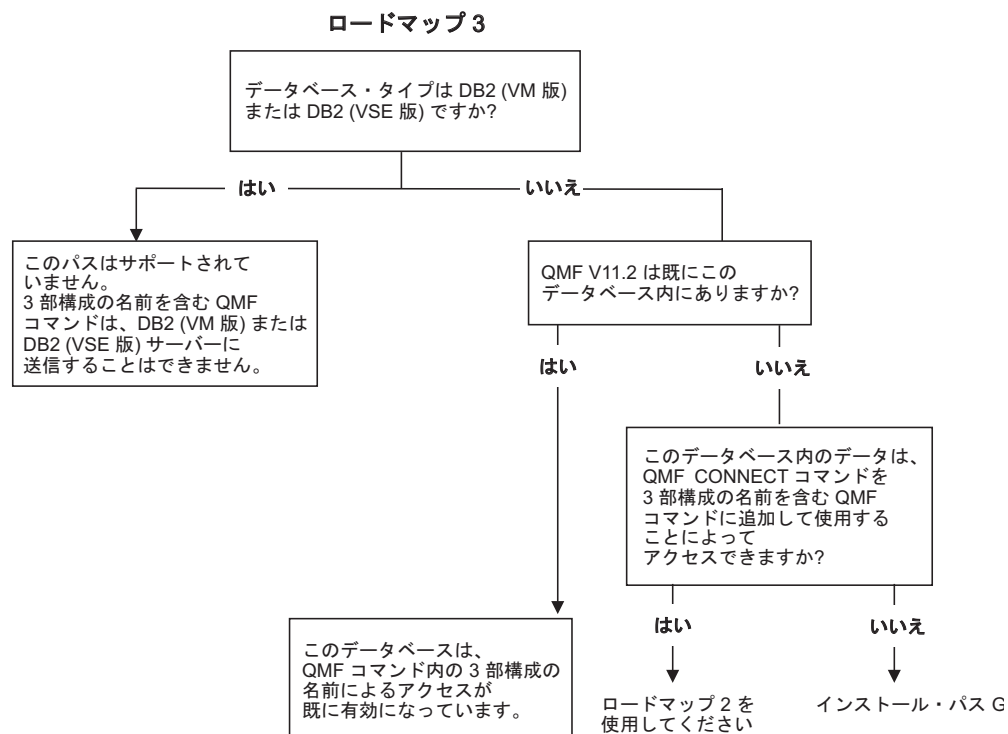 ロードマップ 3
データベース・タイプは DB2 (VM 版)
または DB2 (VSE 版) ですか?
はい
いいえ
このパスはサポートされて
いません。
3 部構成の名前を含む QMF
コマンドは、DB2 (VM 版) または
DB2 (VSE 版) サーバーに
送信することはできません。
QMF V11.2 は既にこの
データベース内にありますか?
はい
いいえ
このデータベース内のデータは、
QMF CONNECT コマンドを
3 部構成の名前を含む QMF
コマンドに追加して使用する
ことによって
アクセスできますか?
はい
いいえ
このデータベースは、
QMF コマンド内の 3 部構成の
名前によるアクセスが
既に有効になっています。
ロードマップ 2 を
使用してください
インストール・パス G